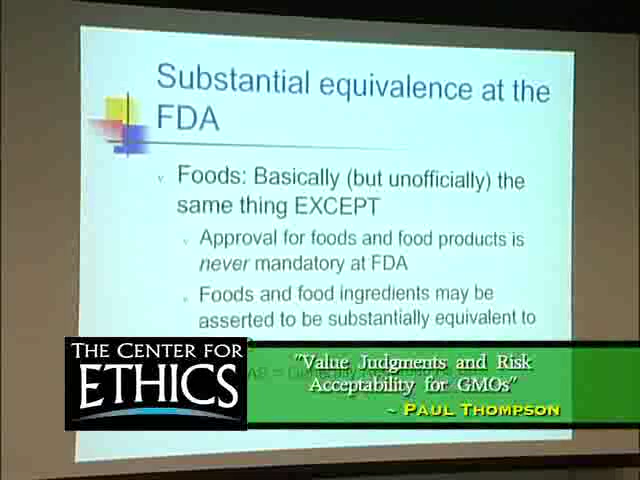 Substantial equivalence at the
FDA
Foods: Basically (but unofficially) the
same thing EXCEPT
Approval for foods and food products is
never mandatory at FDA
Foods and food ingredients may be
asserted to be substantially equivalent to
THE CENTER FOR
ETHICS
"Value Judgments and Risk
Acceptability for GMOs"
~ PAUL THOMPSON